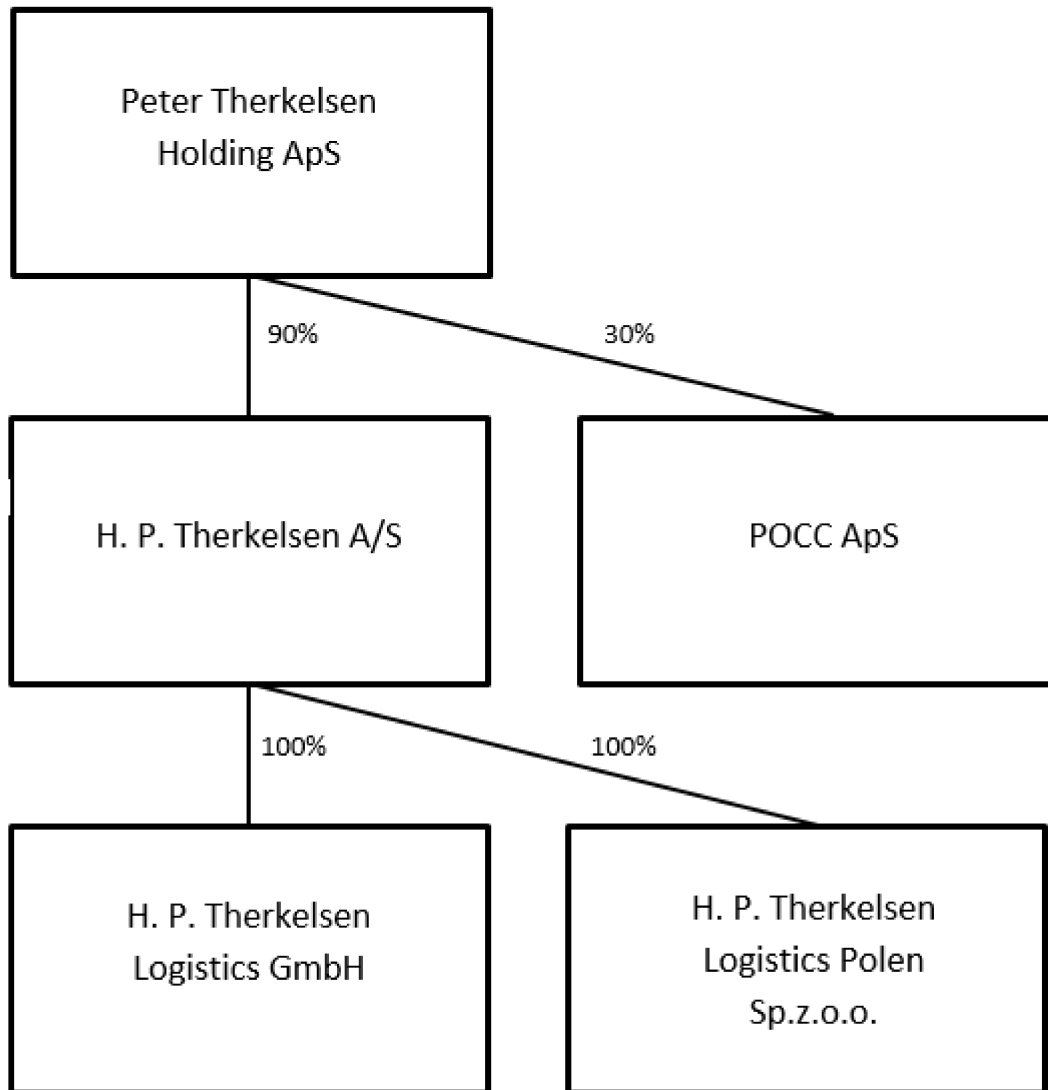 Peter Therkelsen
Holding ApS
90%
30%
H. P. Therkelsen A/S
POCC ApS
100%
100%
H. P. Therkelsen
Logistics GmbH
H. P. Therkelsen
Logistics Polen
Sp.z.o.o.